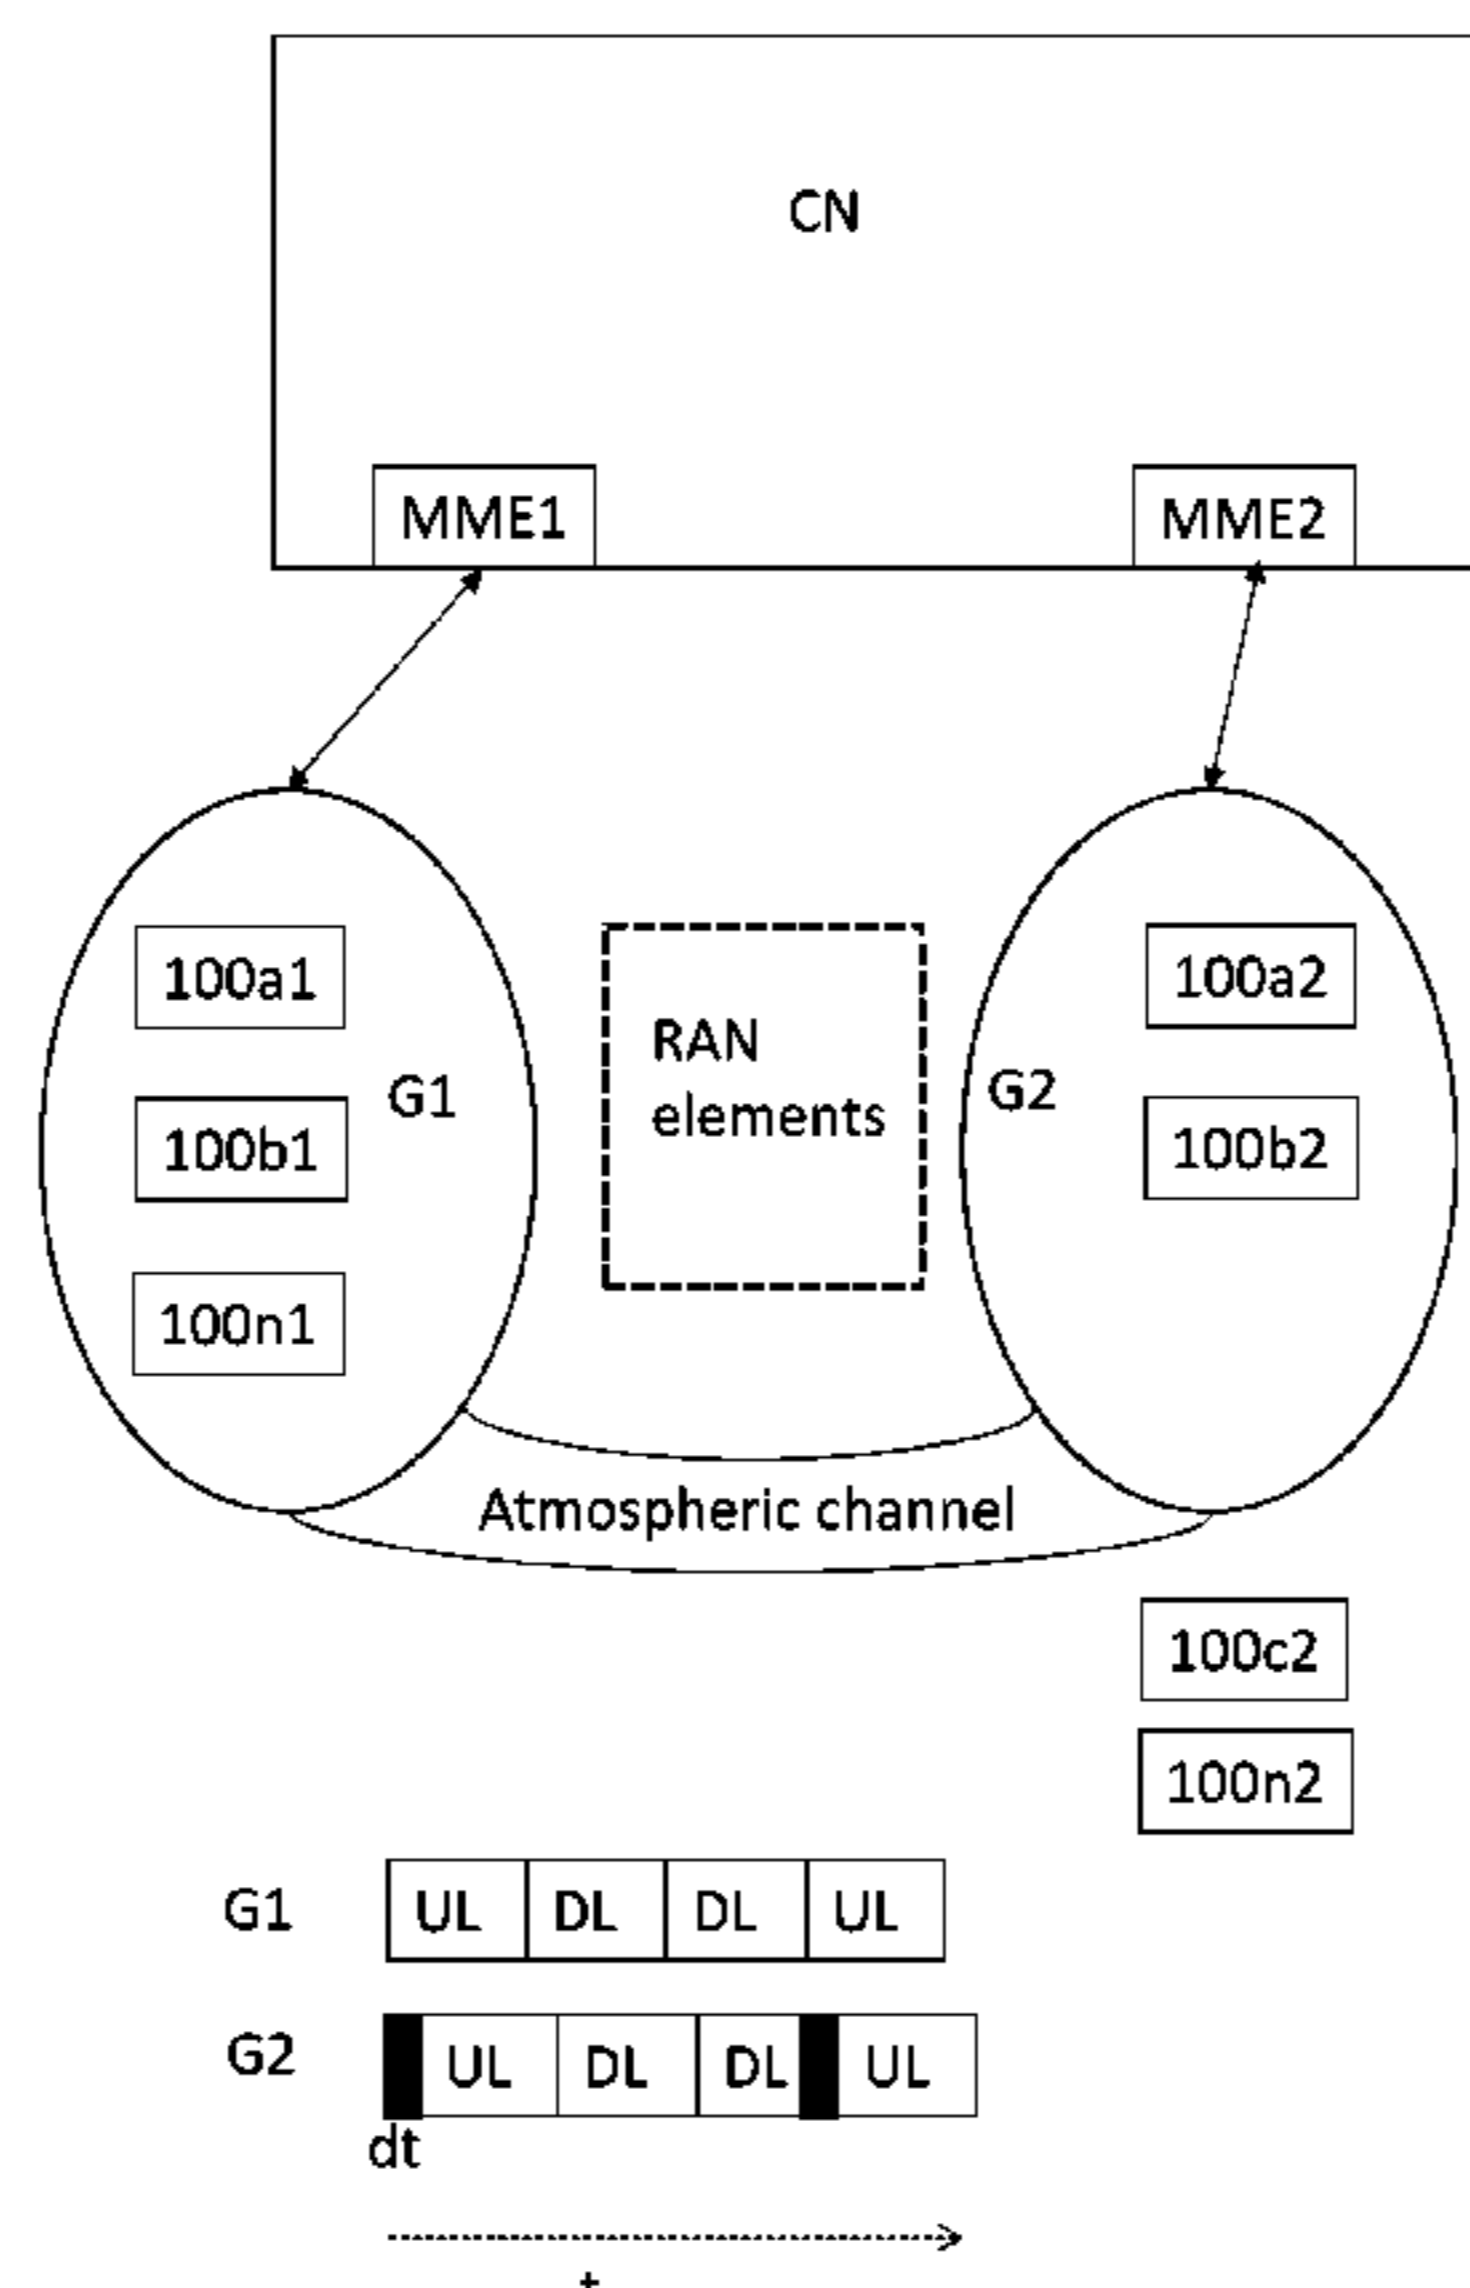 CN
MME1
MME2
100a1
100b1
100n1
G1
RAN
elements
G2
100a2
100b2
Atmospheric channel
100c2
100n2
G1 UL DL DL UL
G2 UL DL DL UL
dt